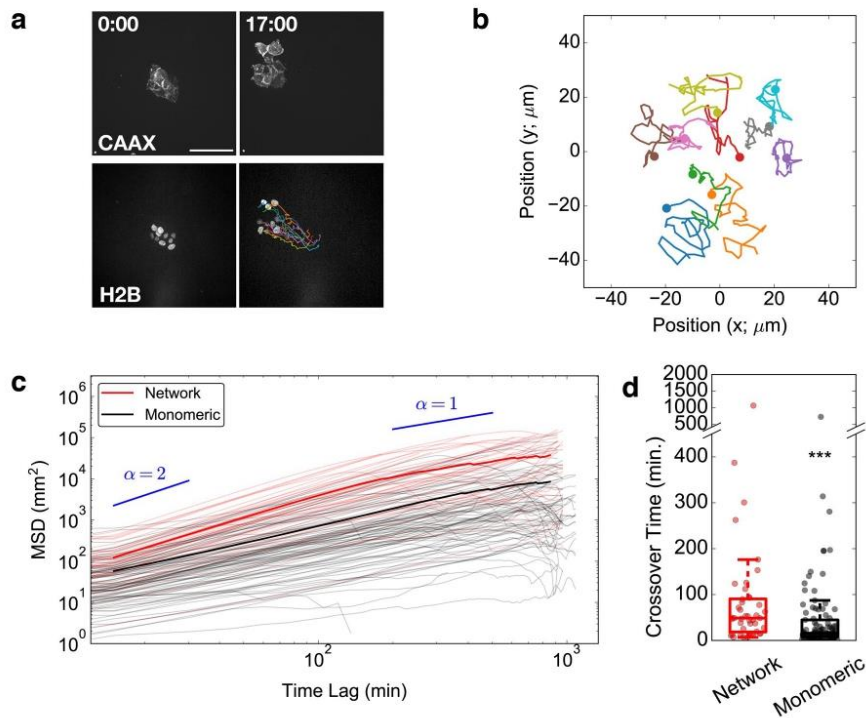 a
0:00
17:00
CAAX
H2B
b
40
20
0
−20
−40
Position (y; μm)
−40
−20
0
20
40
Position (x; μm)
c
Network
Monomeric
α = 2
α = 1
10^6
10^5
10^4
10^3
10^2
10^1
10^0
MSD (mm^2)
10^2
10^3
Time Lag (min)
d
2000
1500
1000
500
400
300
200
100
0
Crossover Time (min.)
***
Network
Monomeric